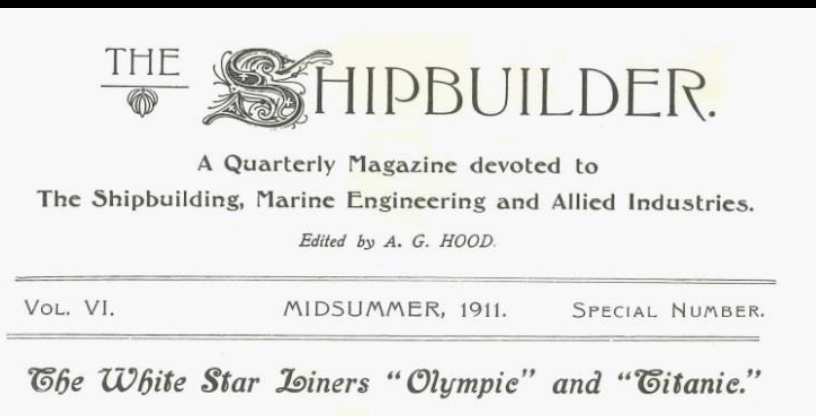 THE SHIPBUILDER.
A Quarterly Magazine devoted to
The Shipbuilding, Marine Engineering and Allied Industries.
Edited by A. G. HOOD.
VOL. VI. MIDSUMMER, 1911. SPECIAL NUMBER.
The White Star Liners “Olympic” and “Titanic.”